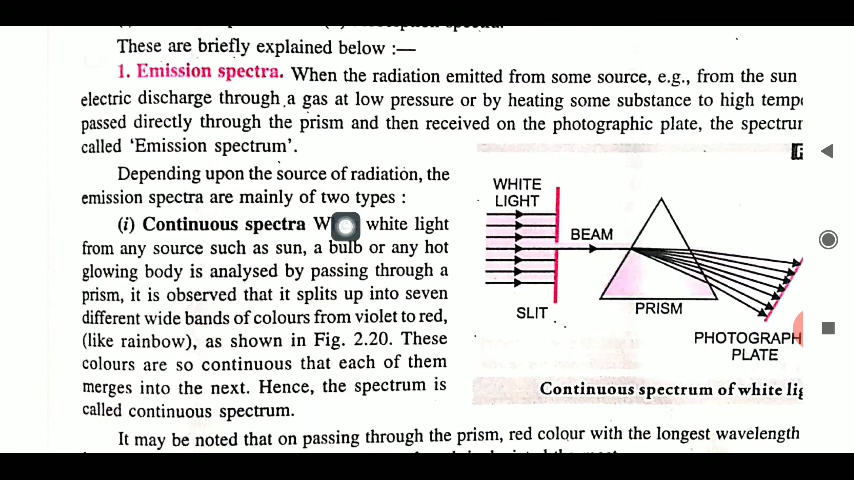 These are briefly explained below :—
1. Emission spectra. When the radiation emitted from some source, e.g., from the sun
electric discharge through a gas at low pressure or by heating some substance to high temp
passed directly through the prism and then received on the photographic plate, the spectru
called 'Emission spectrum'.
Depending upon the source of radiation, the
emission spectra are mainly of two types :
(i) Continuous spectra W white light
from any source such as sun, a bulb or any hot
glowing body is analysed by passing through a
prism, it is observed that it splits up into seven
different wide bands of colours from violet to red,
(like rainbow), as shown in Fig. 2.20. These
colours are so continuous that each of them
merges into the next. Hence, the spectrum is
called continuous spectrum.
WHITE
LIGHT
BEAM
SLIT
PRISM
PHOTOGRAPH
PLATE
Continuous spectrum of white lig
It may be noted that on passing through the prism, red colour with the longest wavelength